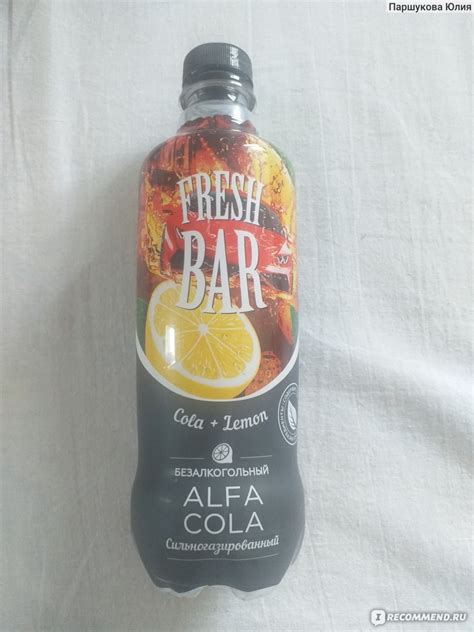 Паршукова Юлия
FRESH
BAR
Cola + Lemon
БЕЗАЛКОГОЛЬНЫЙ
ALFA
COLA
Сильногазированный
I RECOMMEND.RU